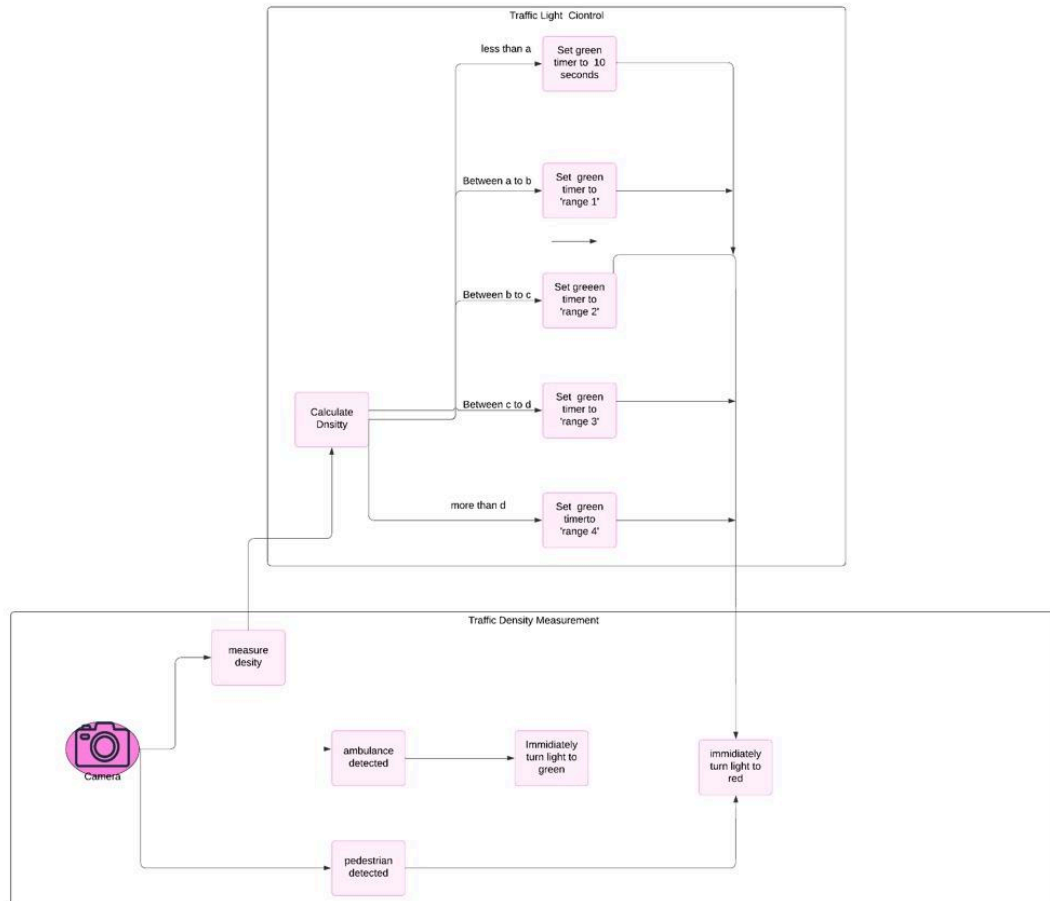 Traffic Light Ciontrol
less than a
Set green
timer to 10
seconds
Between a to b
Set green
timer to
'range 1'
Between b to c
Set greeen
timer to
'range 2'
Calculate
Dnsitty
Between c to d
Set green
timer to
'range 3'
more than d
Set green
timerto
'range 4'
Traffic Density Measurement
measure
desity
Camera
ambulance
detected
Immidiately
turn light to
green
immidiately
turn light to
red
pedestrian
detected